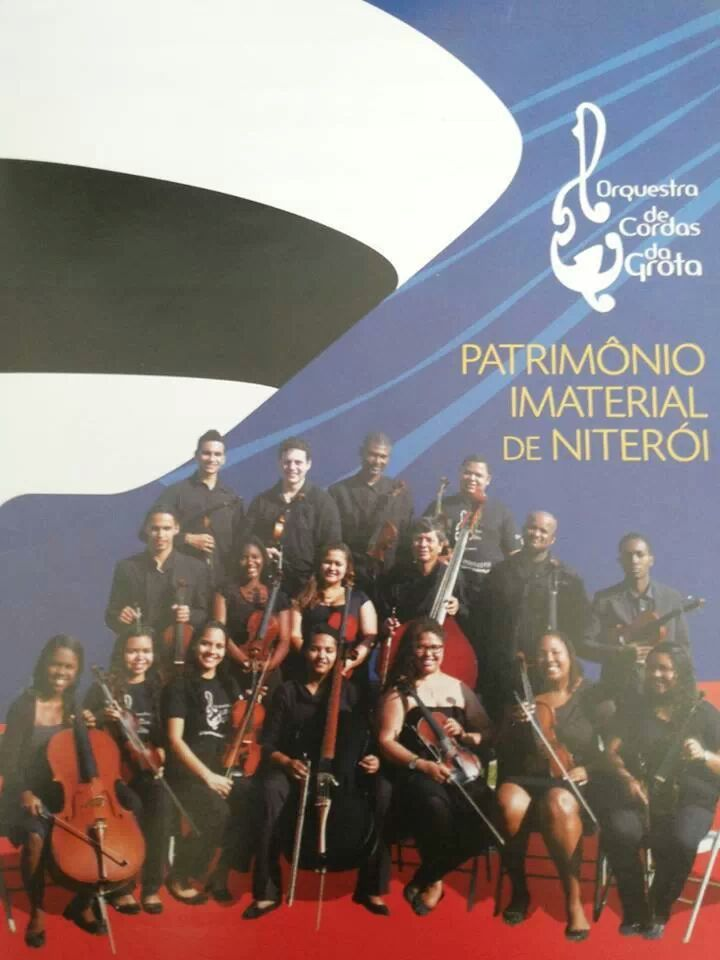 Orquestra
de
Cordas
da
Grota
PATRIMÔNIO
IMATERIAL
DE NITERÓI